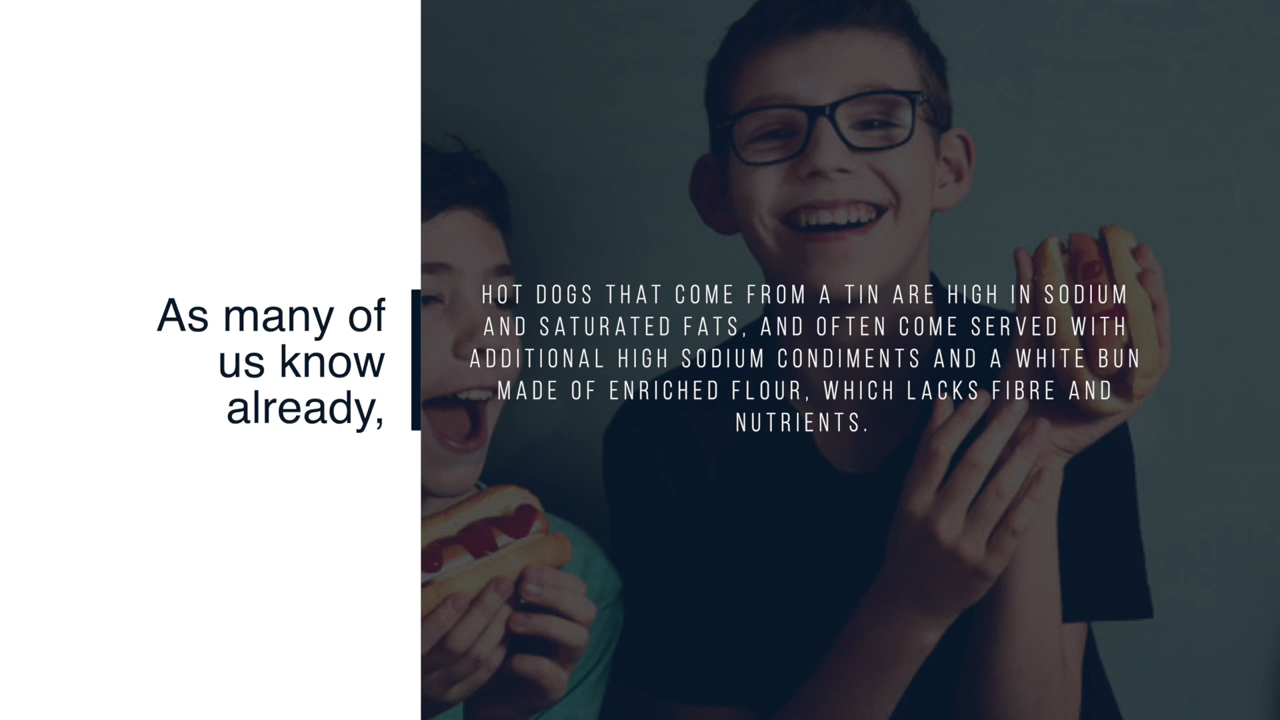 As many of
us know
already,
HOT DOGS THAT COME FROM A TIN ARE HIGH IN SODIUM
AND SATURATED FATS, AND OFTEN COME SERVED WITH
ADDITIONAL HIGH SODIUM CONDIMENTS AND A WHITE BUN
MADE OF ENRICHED FLOUR, WHICH LACKS FIBRE AND
NUTRIENTS.